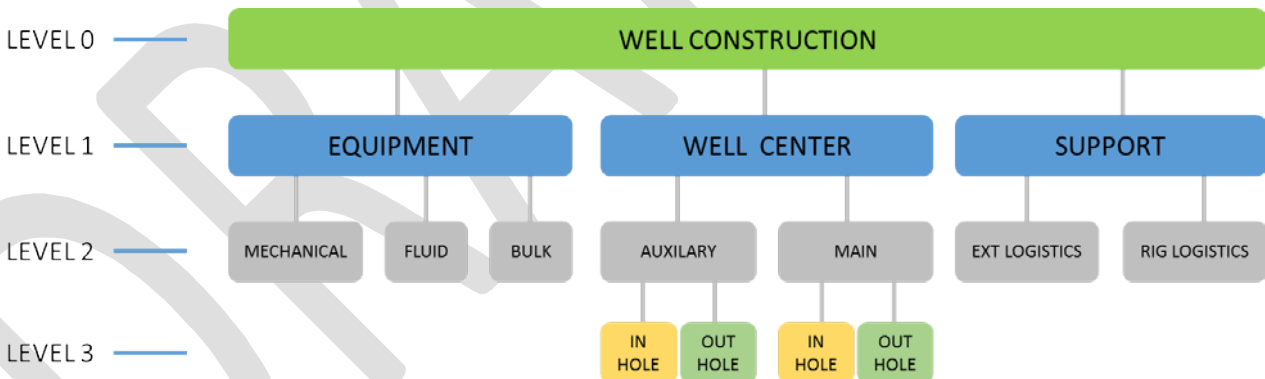 LEVEL 0
WELL CONSTRUCTION
LEVEL 1
EQUIPMENT
WELL CENTER
SUPPORT
LEVEL 2
MECHANICAL
FLUID
BULK
AUXILARY
MAIN
EXT LOGISTICS
RIG LOGISTICS
LEVEL 3
IN
HOLE
OUT
HOLE
IN
HOLE
OUT
HOLE